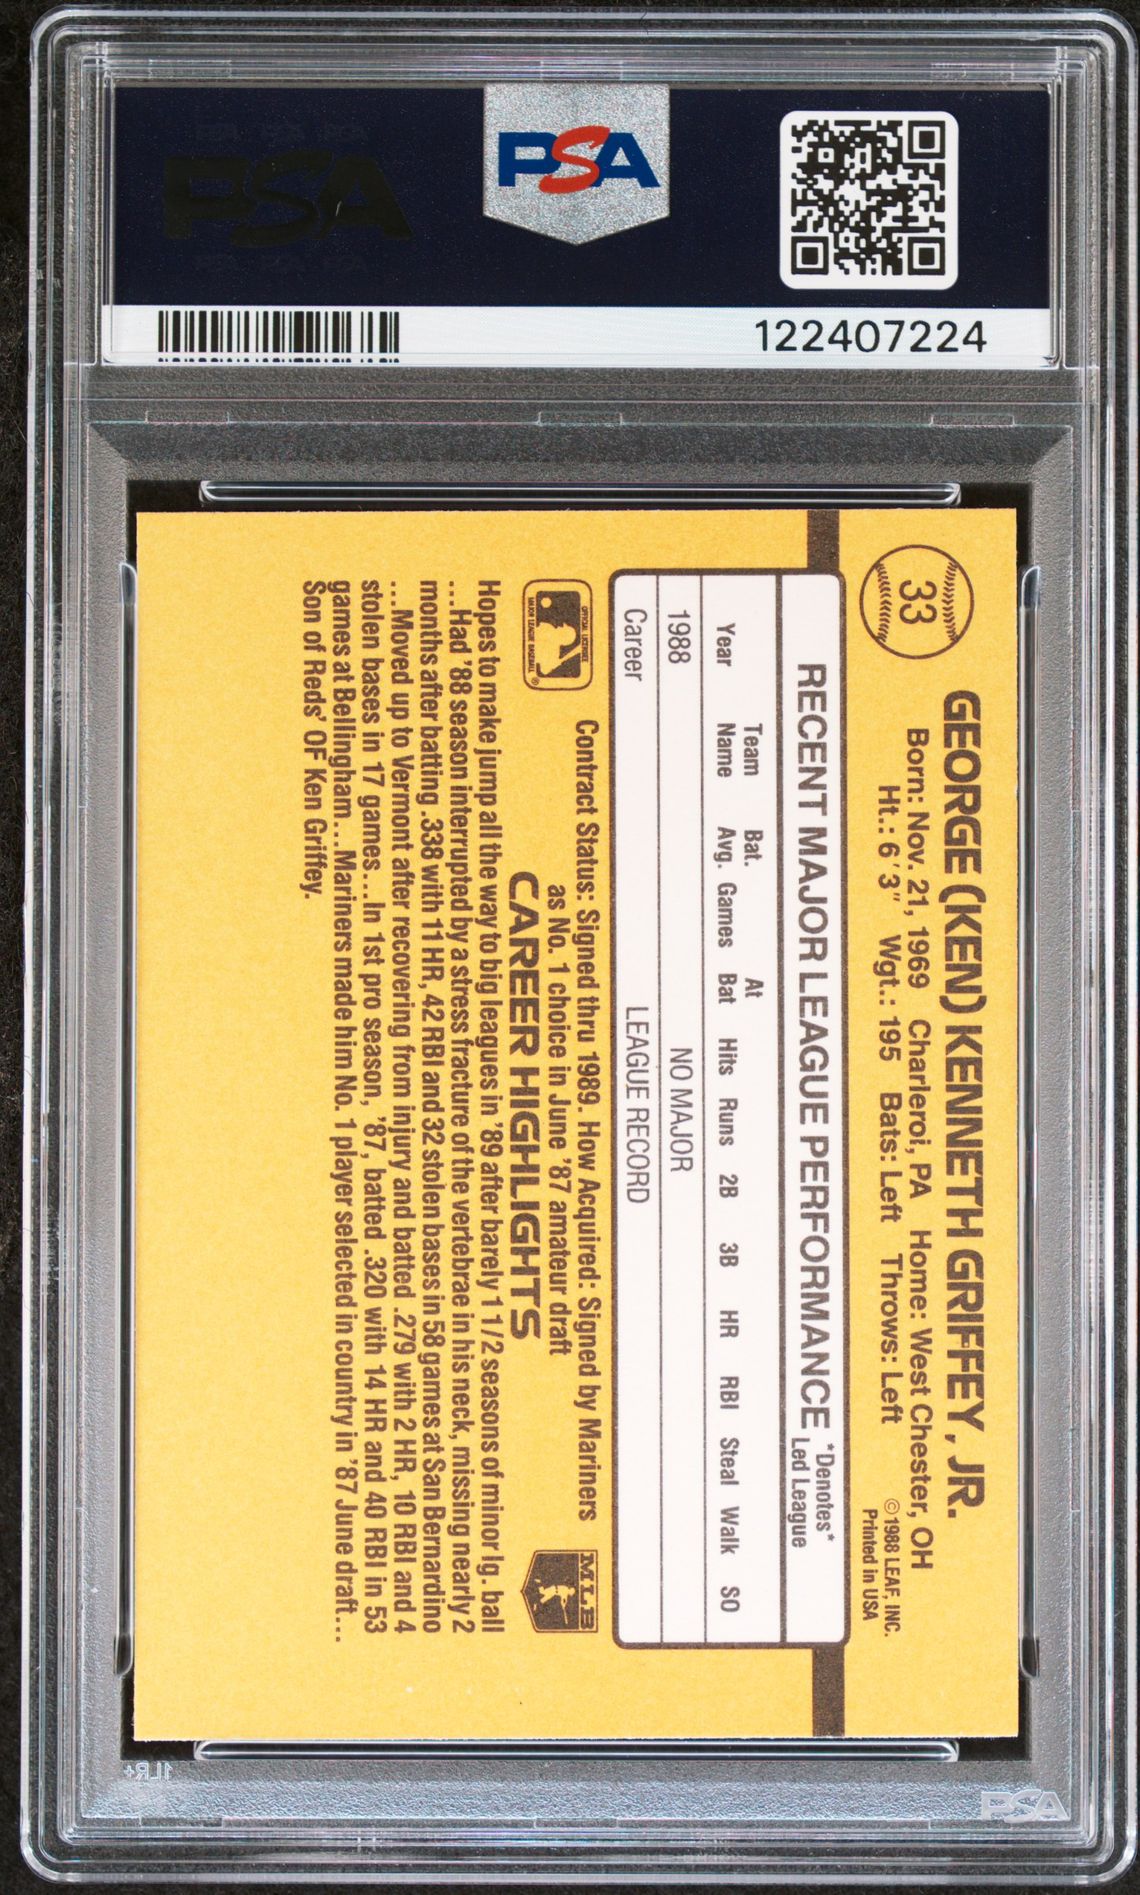 PSA
PSA
122407224
33
GEORGE (KEN) KENNETH GRIFFEY, JR.
Born: Nov. 21, 1969 Charleroi, PA Home: West Chester, OH
Ht.: 6'3" Wgt.: 195 Bats: Left Throws: Left
©1988 LEAF, INC.
Printed in USA
RECENT MAJOR LEAGUE PERFORMANCE
*Denotes*
Led League
Year Team Name Bat. Avg. Games At Bat Hits Runs 2B 3B HR RBI Steal Walk SO
1988 NO MAJOR
Career LEAGUE RECORD
OFFICIAL LICENSEE
MAJOR LEAGUE BASEBALL
®
Contract Status: Signed thru 1989. How Acquired: Signed by Mariners
as No. 1 choice in June '87 amateur draft
MLB
CAREER HIGHLIGHTS
Hopes to make jump all the way to big leagues in '89 after barely 1 1/2 seasons of minor lg. ball
...Had '88 season interrupted by a stress fracture of the vertebrae in his neck, missing nearly 2
months after batting .338 with 11 HR, 42 RBI and 32 stolen bases in 58 games at San Bernardino
...Moved up to Vermont after recovering from injury and batted .279 with 2 HR, 10 RBI and 4
stolen bases in 17 games...In 1st pro season, '87, batted .320 with 14 HR and 40 RBI in 53
games at Bellingham...Mariners made him No. 1 player selected in country in '87 June draft...
Son of Reds' OF Ken Griffey.
1LR+
PSA